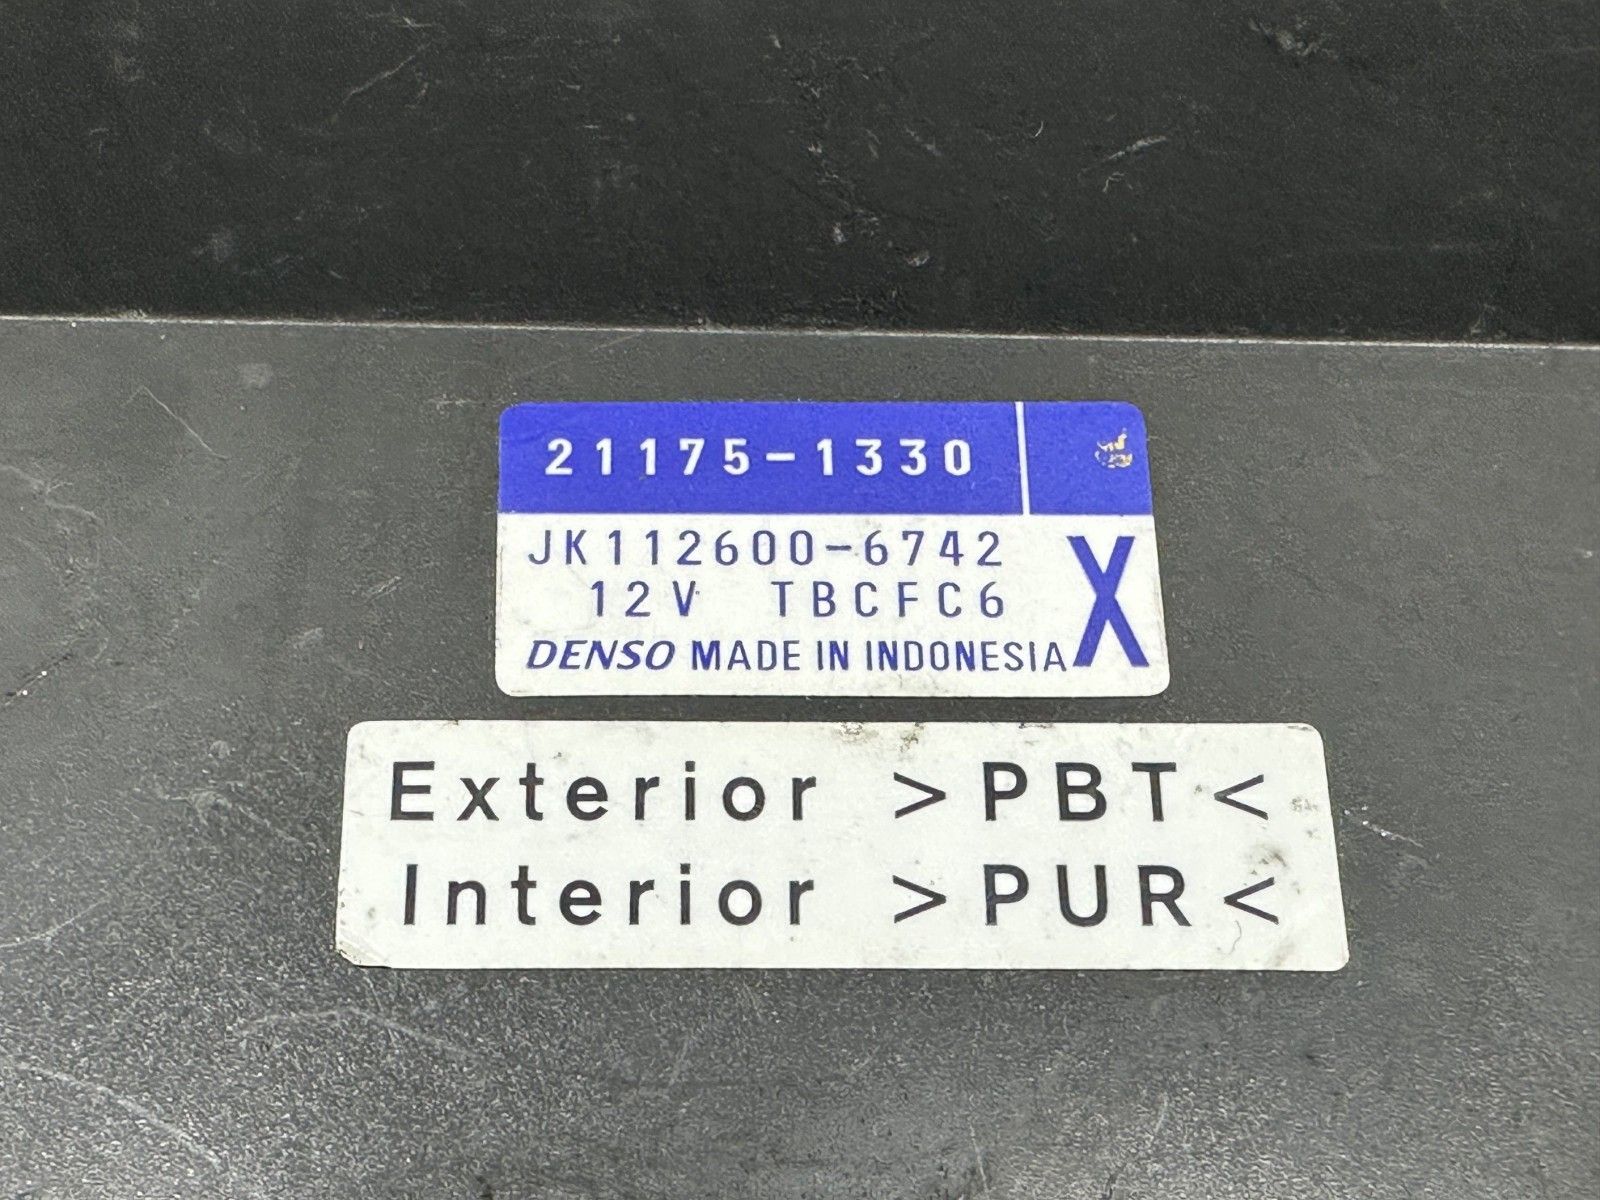 21175-1330
JK112600-6742
12V TBCFC6
X
DENSO MADE IN INDONESIA
Exterior >PBT<
Interior >PUR<